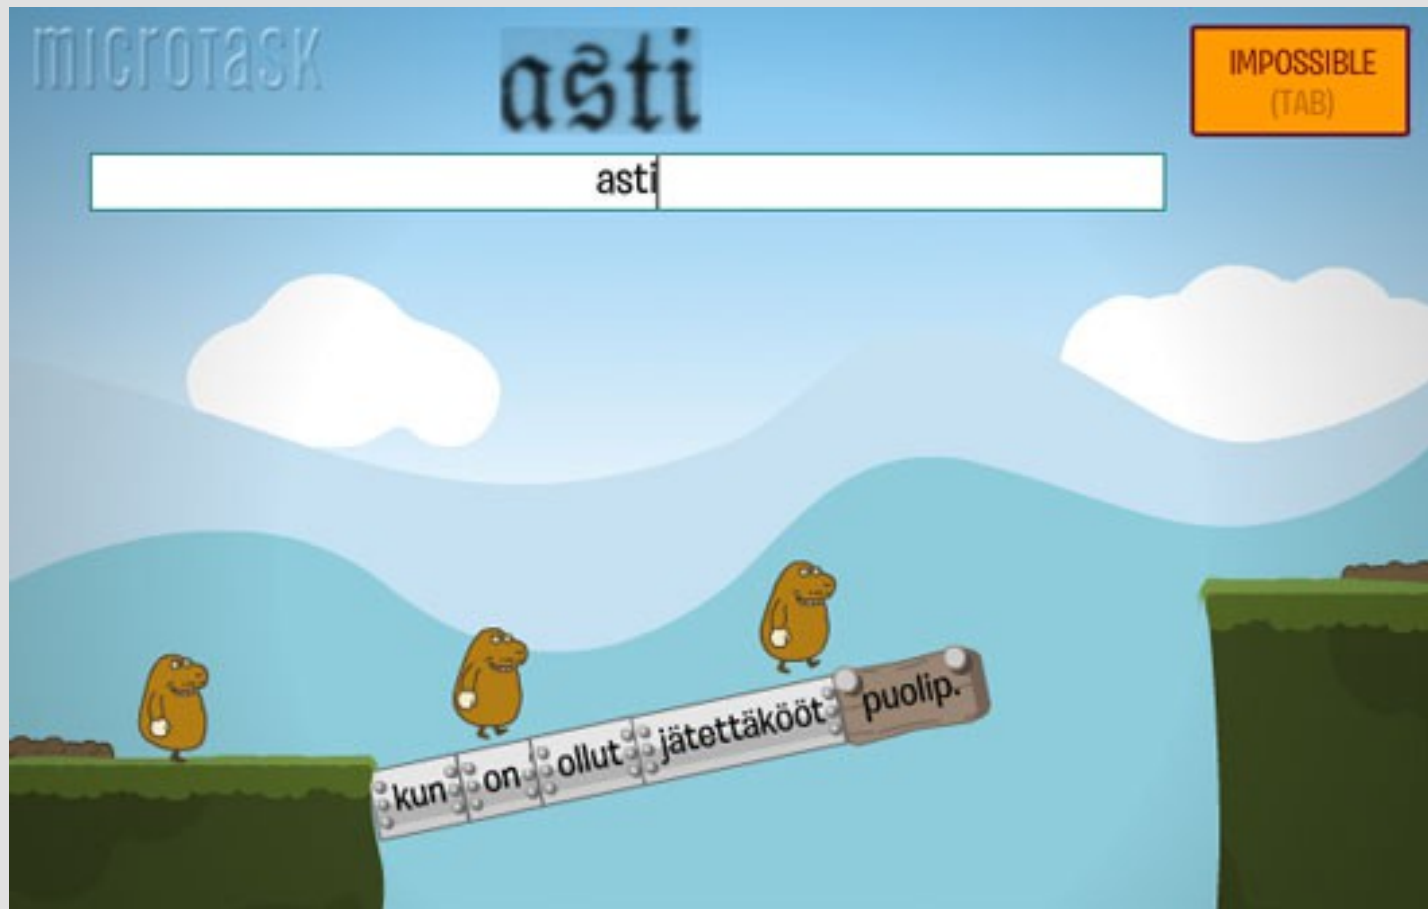 microtask
asti
IMPOSSIBLE
(TAB)
asti
kun on ollut jätettäkööt puolip.